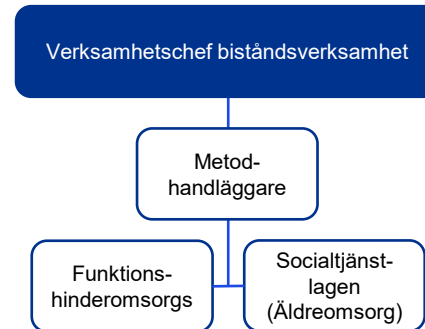 Verksamhetschef biståndsverksamhet
Metod-
handläggare
Funktions-
hinderomsorgs
Socialtjänst-
lagen
(Äldreomsorg)